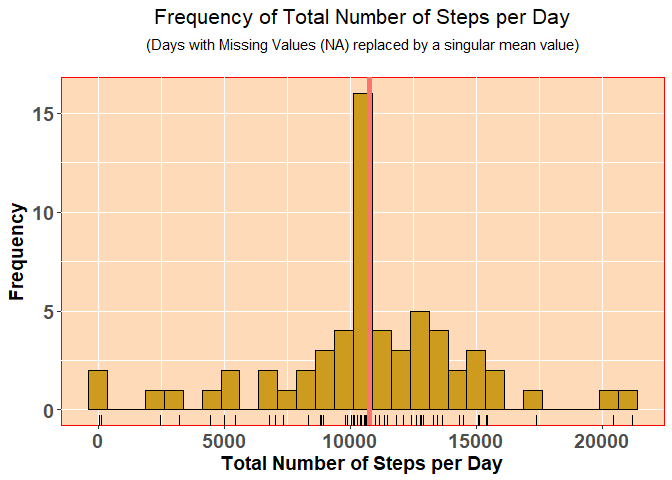 Frequency of Total Number of Steps per Day
(Days with Missing Values (NA) replaced by a singular mean value)
15
10
5
0
Frequency
0 5000 10000 15000 20000
Total Number of Steps per Day